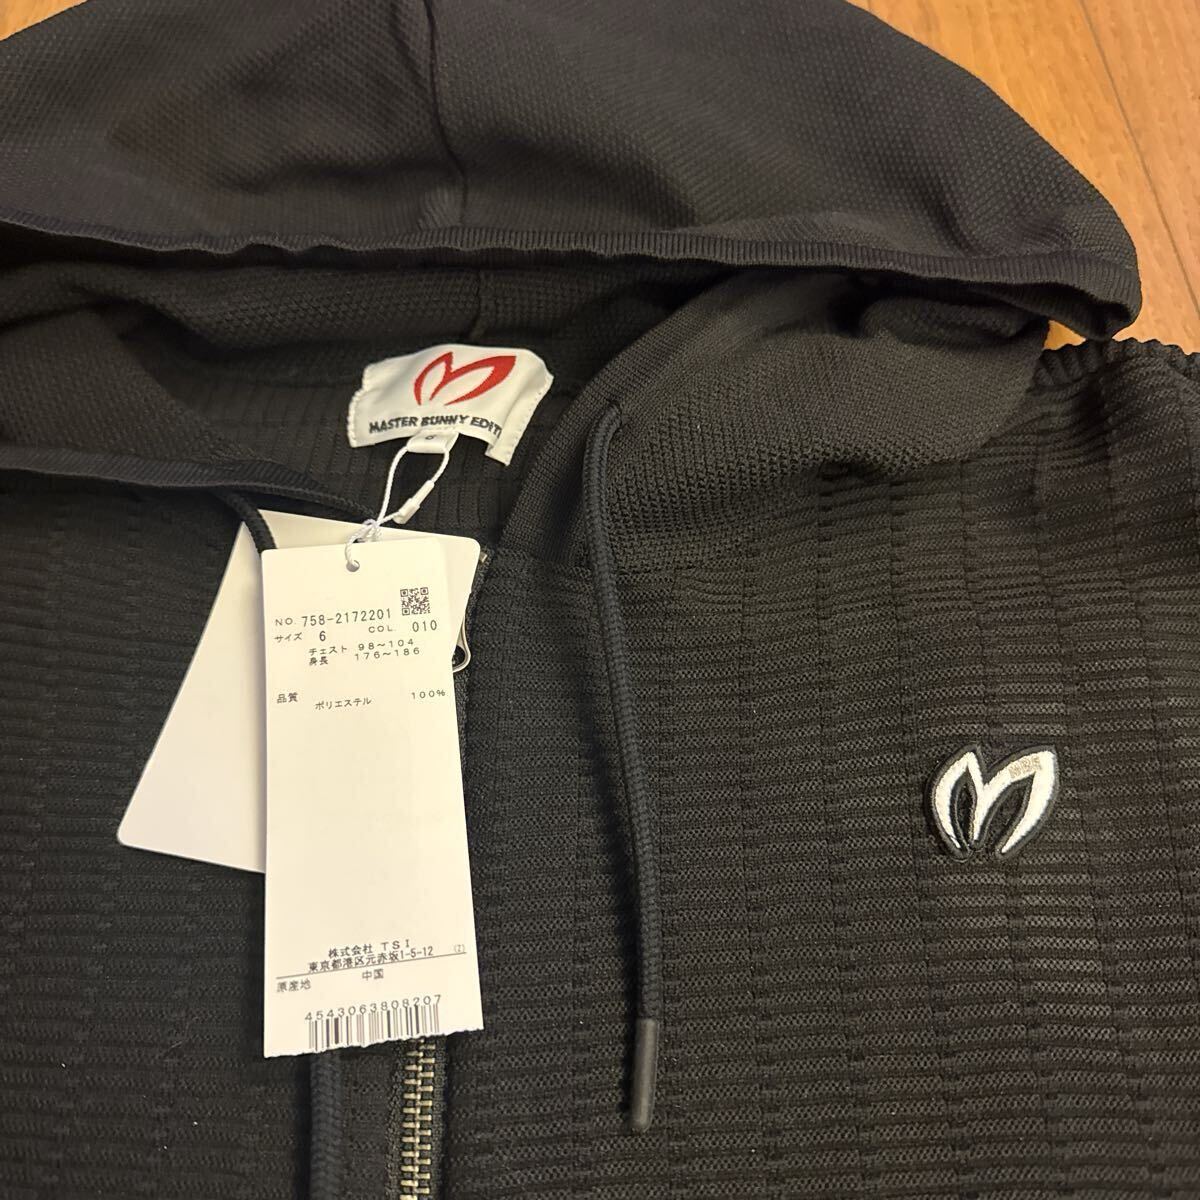 MASTER BUNNY EDITI
6
NO. 758-2172201
サイズ 6 COL. 010
チェスト 98~104
身長 176~186
品質 ポリエステル 100%
株式会社 TSI
東京都港区元赤坂1-5-12 (Z)
原産地 中国
4543063808207
MBE